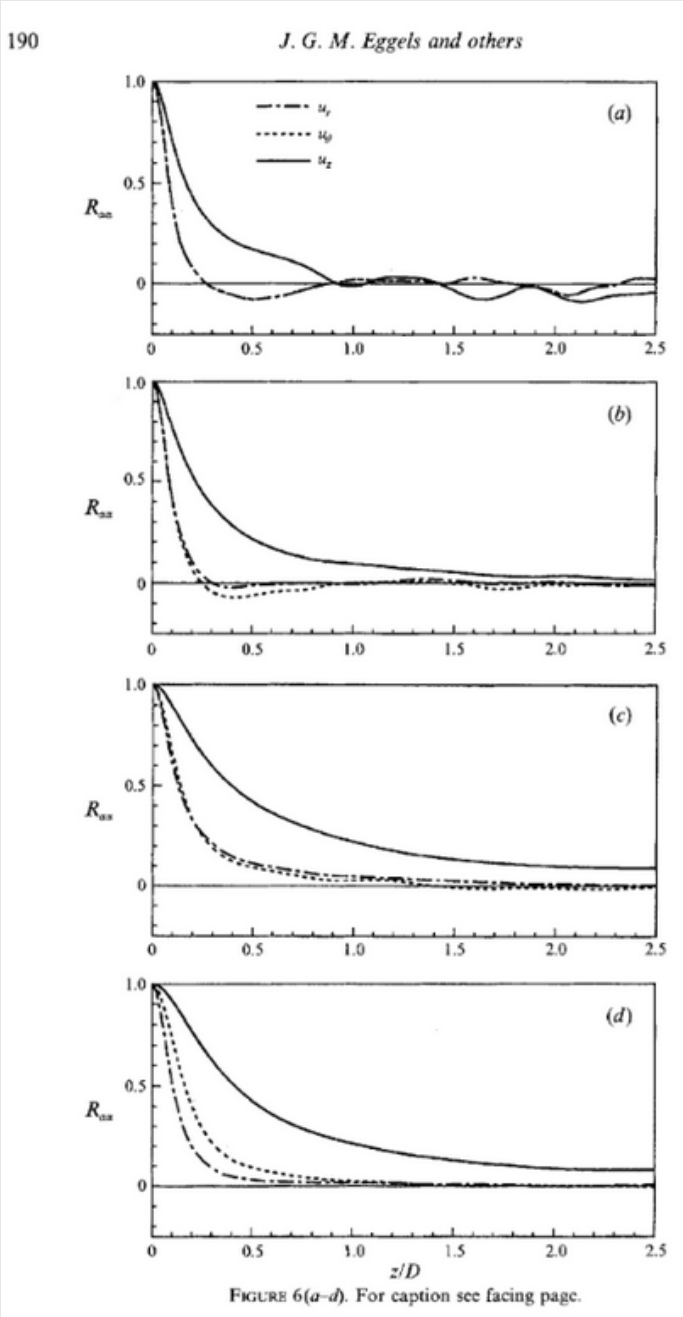 190
J. G. M. Eggels and others
1.0
(a)
u_r
u_θ
u_z
0.5
R_αα
0
0 0.5 1.0 1.5 2.0 2.5
1.0
(b)
0.5
R_αα
0
0 0.5 1.0 1.5 2.0 2.5
1.0
(c)
0.5
R_αα
0
0 0.5 1.0 1.5 2.0 2.5
1.0
(d)
0.5
R_αα
0
0 0.5 1.0 1.5 2.0 2.5
z/D
FIGURE 6(a–d). For caption see facing page.